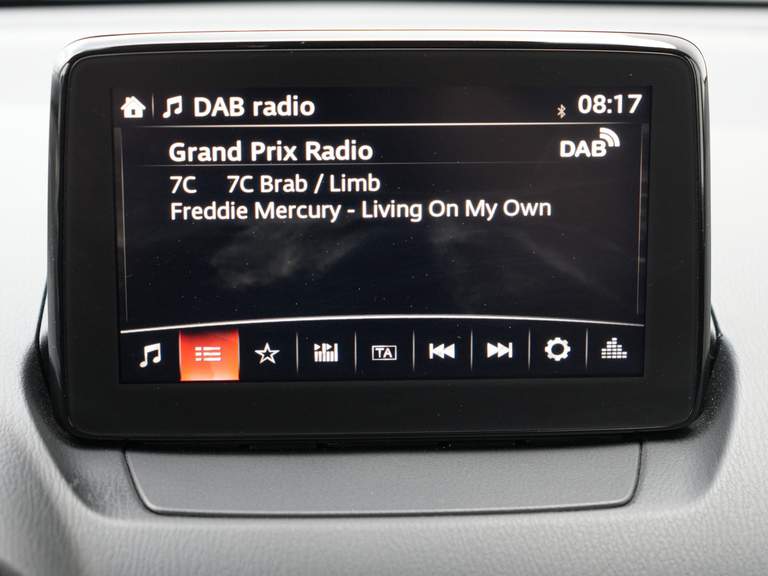 DAB radio 08:17
Grand Prix Radio DAB
7C 7C Brab / Limb
Freddie Mercury - Living On My Own
TA